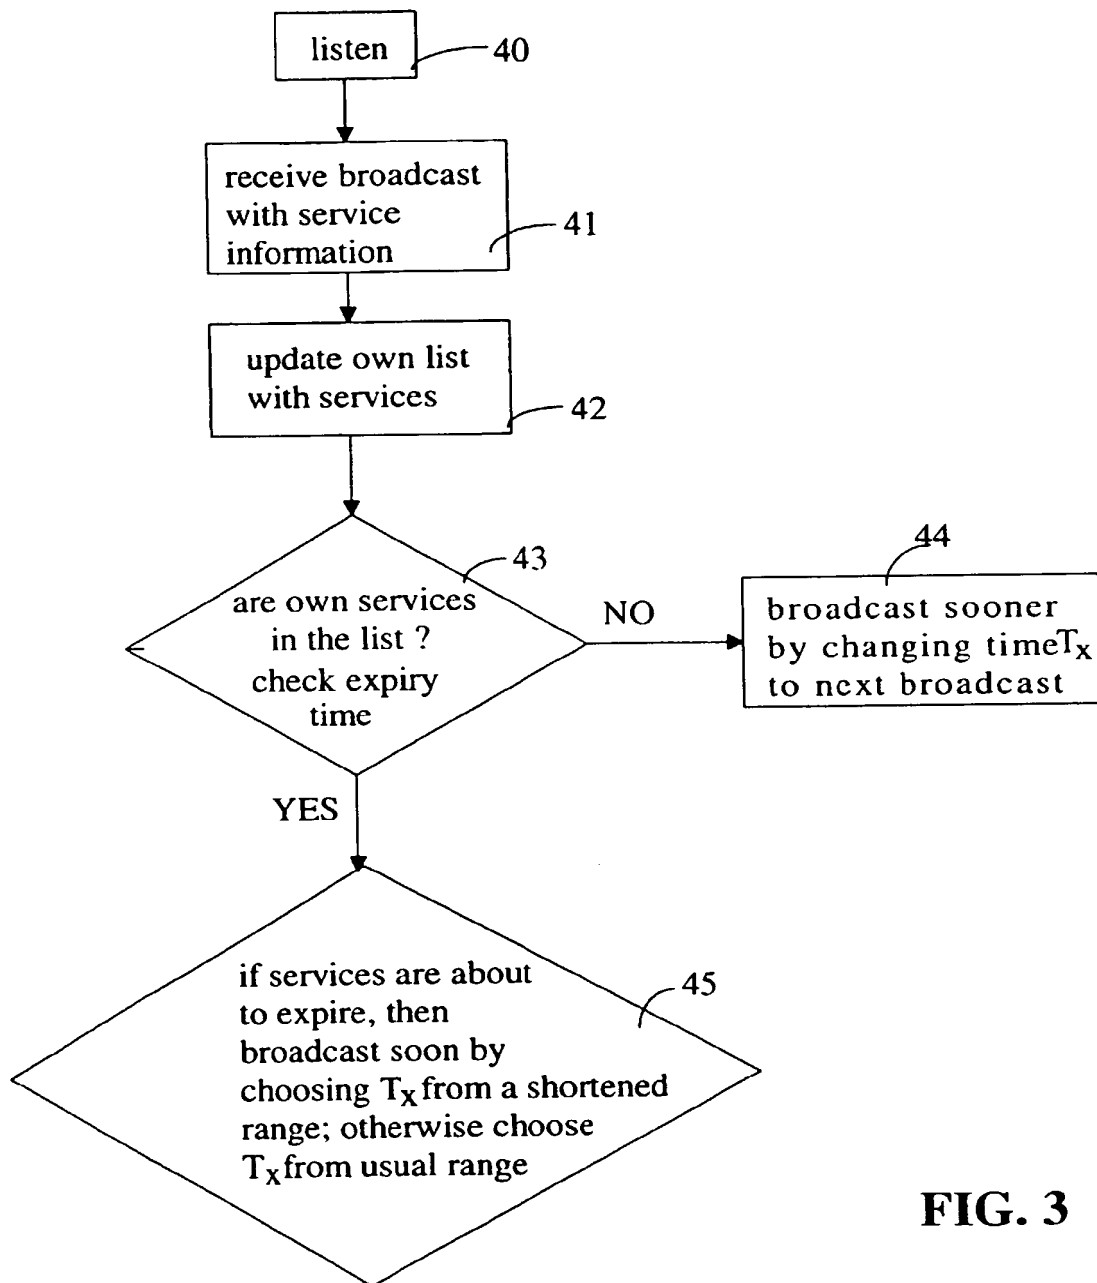 listen
40
receive broadcast
with service
information
41
update own list
with services
42
43
are own services
in the list ?
check expiry
time
NO
44
broadcast sooner
by changing timeTx
to next broadcast
YES
45
if services are about
to expire, then
broadcast soon by
choosing Tx from a shortened
range; otherwise choose
Tx from usual range
FIG. 3